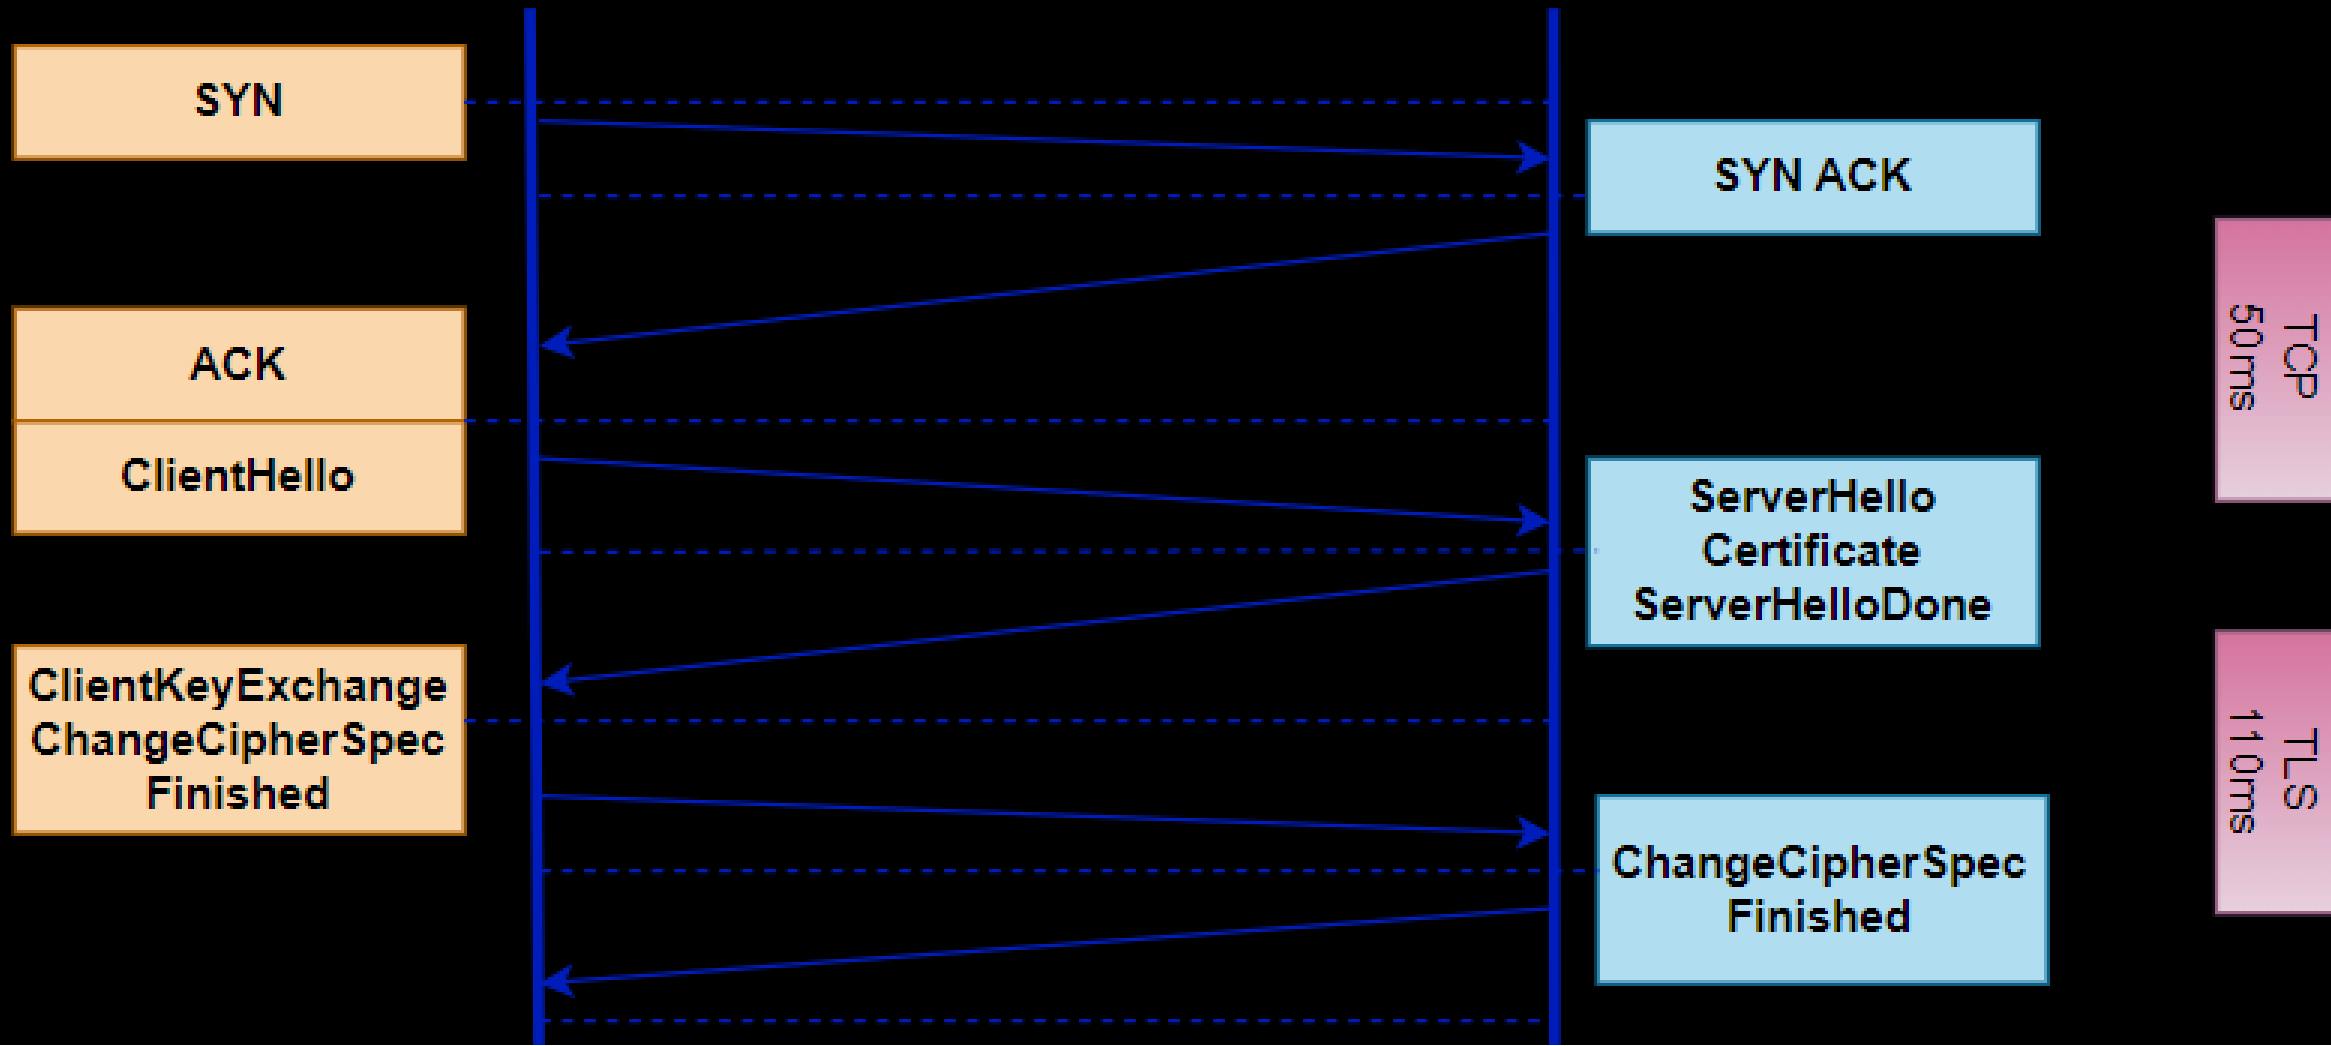 SYN
SYN ACK
ACK
ClientHello
ServerHello
Certificate
ServerHelloDone
TCP
50ms
ClientKeyExchange
ChangeCipherSpec
Finished
ChangeCipherSpec
Finished
TLS
110ms